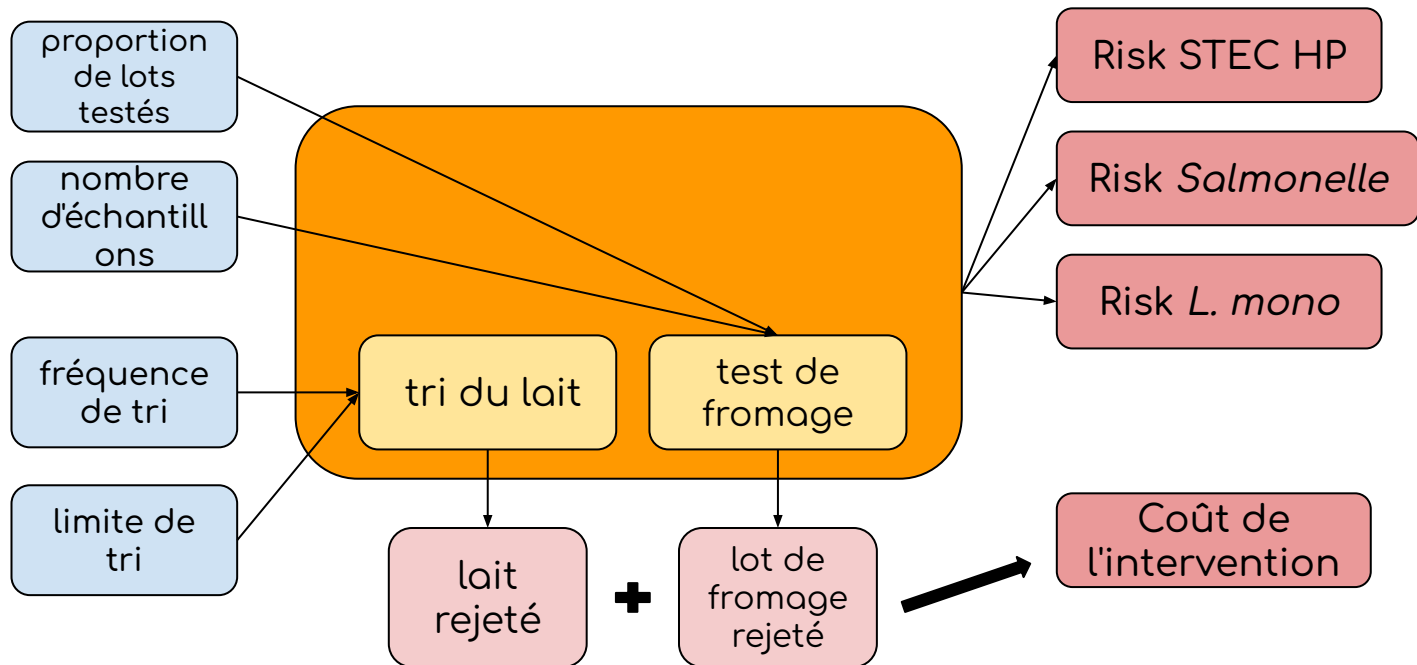 proportion
de lots
testés
nombre
d'échantill
ons
fréquence
de tri
limite de
tri
tri du lait
test de
fromage
lait
rejeté
+
lot de
fromage
rejeté
Risk STEC HP
Risk Salmonelle
Risk L. mono
Coût de
l'intervention